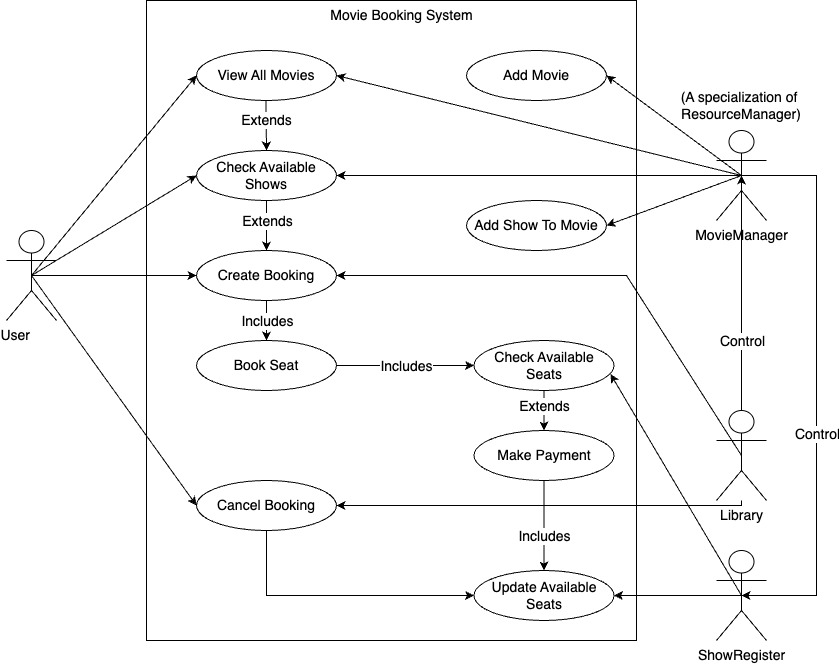 Movie Booking System
View All Movies
Add Movie
(A specialization of
ResourceManager)
Extends
Check Available
Shows
Extends
Add Show To Movie
MovieManager
Create Booking
User
Includes
Control
Book Seat
Includes
Check Available
Seats
Extends
Control
Make Payment
Cancel Booking
Library
Includes
Update Available
Seats
ShowRegister